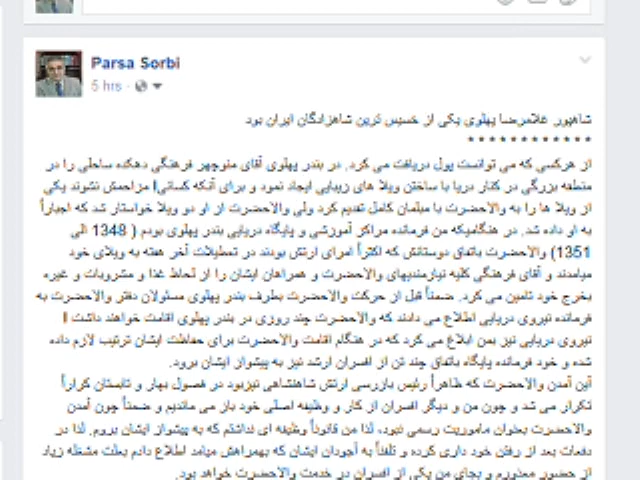 Parsa Sorbi
5 hrs ·
شاهپور غلامرضا پهلوی یکی از خسیس ترین شاهزادگان ایران بود
* * * * * * * * * * * *
از هرکسی که می توانست پول دریافت می کرد. در بندر پهلوی آقای منوچهر فرهنگی دهکده ساحلی را در
منطقه بزرگی در کنار دریا با ساختن ویلا های زیبایی ایجاد نمود و برای آنکه کسانی مزاحمش نشوند یکی
از ویلا ها را به والاحضرت با مبلمان کامل تقدیم کرد ولی والاحضرت از او دو ویلا خواستار شد که اجباراً
به او داده شد. در هنگامیکه من فرمانده مراکز آموزشی و پایگاه دریایی بندر پهلوی بودم ( 1348 الی
1351) والاحضرت باتفاق دوستانش که اکثراً امرای ارتش بودند در تعطیلات آخر هفته به ویلای خود
میامدند و آقای فرهنگی کلیه نیازمندیهای والاحضرت و همراهان ایشان را از لحاظ غذا و مشروبات و غیره
بخرج خود تامین می کرد. ضمناً قبل از حرکت والاحضرت بطرف بندر پهلوی مسئولان دفتر والاحضرت به
فرمانده نیروی دریایی اطلاع می دادند که والاحضرت چند روزی در بندر پهلوی اقامت خواهند داشت ا
نیروی دریایی نیز بمن ابلاغ می کرد که در هنگام اقامت والاحضرت برای حفاظت ایشان ترتیب لازم داده
شده و خود فرمانده پایگاه باتفاق چند تن از افسران ارشد نیز به پیشواز ایشان برود.
آین آمدن والاحضرت که ظاهراً رئیس بازرسی ارتش شاهنشاهی نیزبود در فصول بهار و تابستان کراراً
تکرار می شد و چون من و دیگر افسران از کار و وظیفه اصلی خود باز می ماندیم و ضمناً چون آمدن
والاحضرت بعنوان ماموریت رسمی نبود، لذا من قانوناً وظیفه ای نداشتم که به پیشواز ایشان بروم. لذا در
دفعات بعد از رفتن خود داری کرده و تلفناً به آجودان ایشان که بهمراهش میامد اطلاع دادم بعلت مشغله زیاد
از حضور معذورم و بجای من یکی از افسران در خدمت والاحضرت خواهد بود.